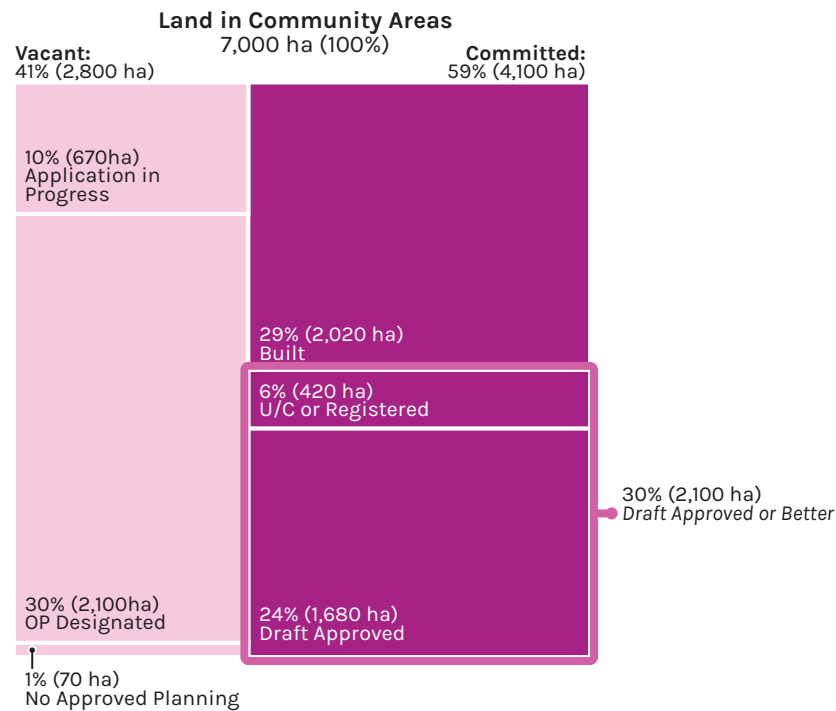 Land in Community Areas
7,000 ha (100%)
Vacant:
41% (2,800 ha)
Committed:
59% (4,100 ha)
10% (670ha)
Application in
Progress
29% (2,020 ha)
Built
6% (420 ha)
U/C or Registered
30% (2,100 ha)
Draft Approved or Better
30% (2,100ha)
OP Designated
24% (1,680 ha)
Draft Approved
1% (70 ha)
No Approved Planning